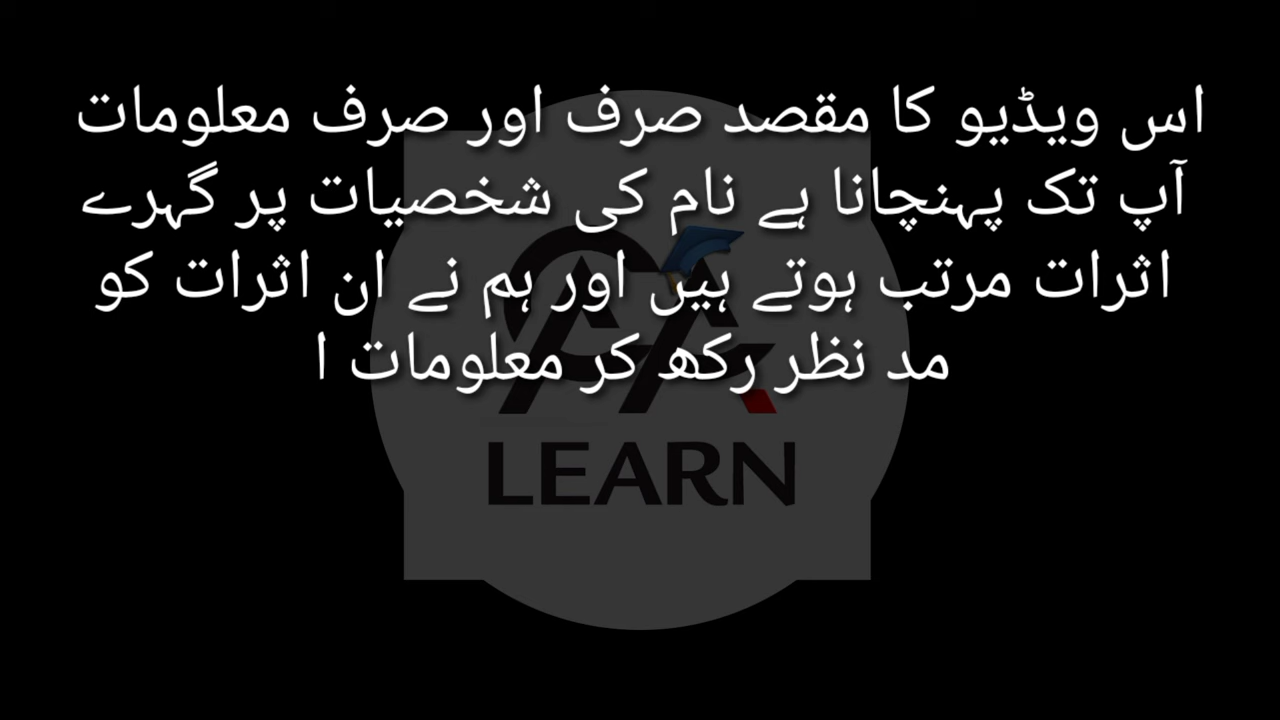 اس ویڈیو کا مقصد صرف اور صرف معلومات
آپ تک پہنچانا ہے نام کی شخصیات پر گہرے
اثرات مرتب ہوتے ہیں اور ہم نے ان اثرات کو
مد نظر رکھ کر معلومات ا
LEARN